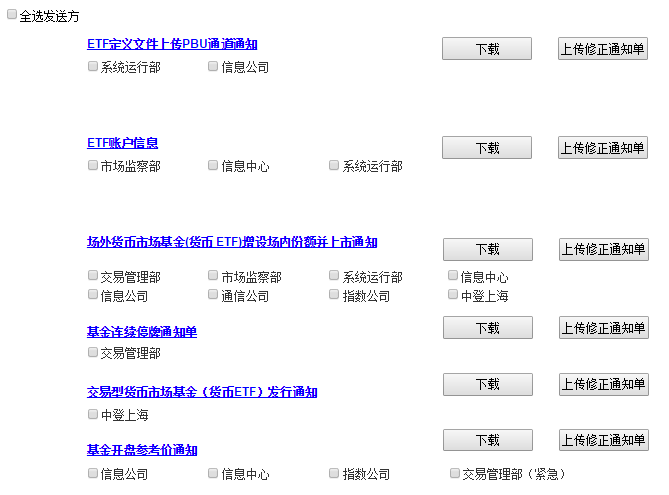 全选发送方
ETF定义文件上传PBU通道通知 下载 上传修正通知单
系统运行部 信息公司
ETF账户信息 下载 上传修正通知单
市场监察部 信息中心 系统运行部
场外货币市场基金(货币 ETF)增设场内份额并上市通知 下载 上传修正通知单
交易管理部 市场监察部 系统运行部 信息中心
信息公司 通信公司 指数公司 中登上海
基金连续停牌通知单 下载 上传修正通知单
交易管理部
交易型货币市场基金（货币ETF）发行通知 下载 上传修正通知单
中登上海
基金开盘参考价通知 下载 上传修正通知单
信息公司 信息中心 指数公司 交易管理部（紧急）